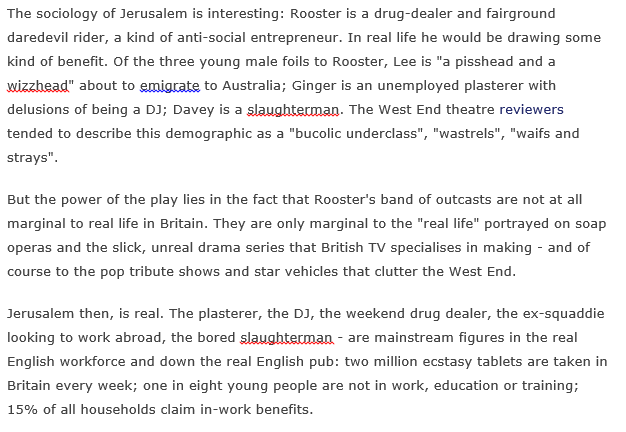 The sociology of Jerusalem is interesting: Rooster is a drug-dealer and fairground
daredevil rider, a kind of anti-social entrepreneur. In real life he would be drawing some
kind of benefit. Of the three young male foils to Rooster, Lee is "a pisshead and a
wizzhead" about to emigrate to Australia; Ginger is an unemployed plasterer with
delusions of being a DJ; Davey is a slaughterman. The West End theatre reviewers
tended to describe this demographic as a "bucolic underclass", "wastrels", "waifs and
strays".
But the power of the play lies in the fact that Rooster's band of outcasts are not at all
marginal to real life in Britain. They are only marginal to the "real life" portrayed on soap
operas and the slick, unreal drama series that British TV specialises in making - and of
course to the pop tribute shows and star vehicles that clutter the West End.
Jerusalem then, is real. The plasterer, the DJ, the weekend drug dealer, the ex-squaddie
looking to work abroad, the bored slaughterman - are mainstream figures in the real
English workforce and down the real English pub: two million ecstasy tablets are taken in
Britain every week; one in eight young people are not in work, education or training;
15% of all households claim in-work benefits.